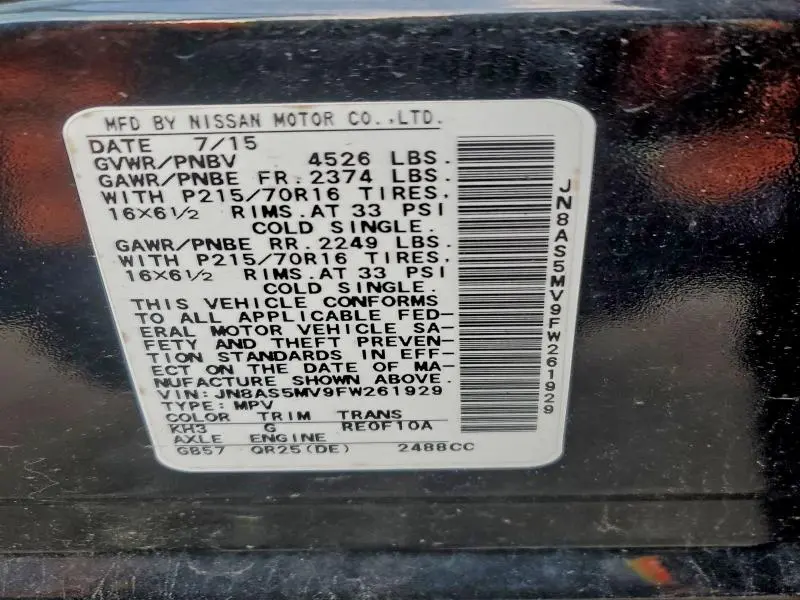 MFD BY NISSAN MOTOR CO.,LTD.
DATE 7/15
GVWR/PNBV 4526 LBS.
GAWR/PNBE FR. 2374 LBS.
WITH P215/70R16 TIRES,
16X6½ RIMS. AT 33 PSI
COLD SINGLE.
GAWR/PNBE RR. 2249 LBS.
WITH P215/70R16 TIRES,
16X6½ RIMS. AT 33 PSI
COLD SINGLE.
THIS VEHICLE CONFORMS
TO ALL APPLICABLE FED-
ERAL MOTOR VEHICLE SA-
FETY AND THEFT PREVEN-
TION STANDARDS IN EFF-
ECT ON THE DATE OF MA-
NUFACTURE SHOWN ABOVE.
VIN: JN8AS5MV9FW261929
TYPE: MPV
COLOR TRIM TRANS
KH3 G RE0F10A
AXLE ENGINE
GB57 QR25(DE) 2488CC
JN8AS5MV9FW261929